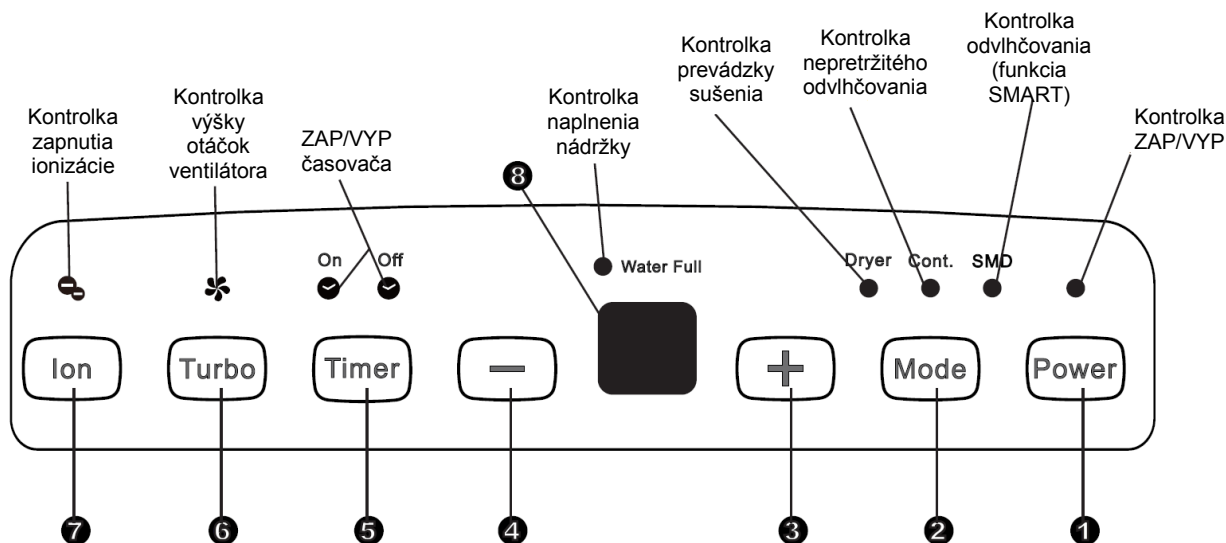 Kontrolka
zapnutia
ionizácie
Kontrolka
výšky
otáčok
ventilátora
ZAP/VYP
časovača
Kontrolka
naplnenia
nádržky
Kontrolka
prevádzky
sušenia
Kontrolka
nepretržitého
odvlhčovania
Kontrolka
odvlhčovania
(funkcia
SMART)
Kontrolka
ZAP/VYP
8
On Off
Water Full
Dryer Cont. SMD
Ion Turbo Timer − + Mode Power
7 6 5 4 3 2 1